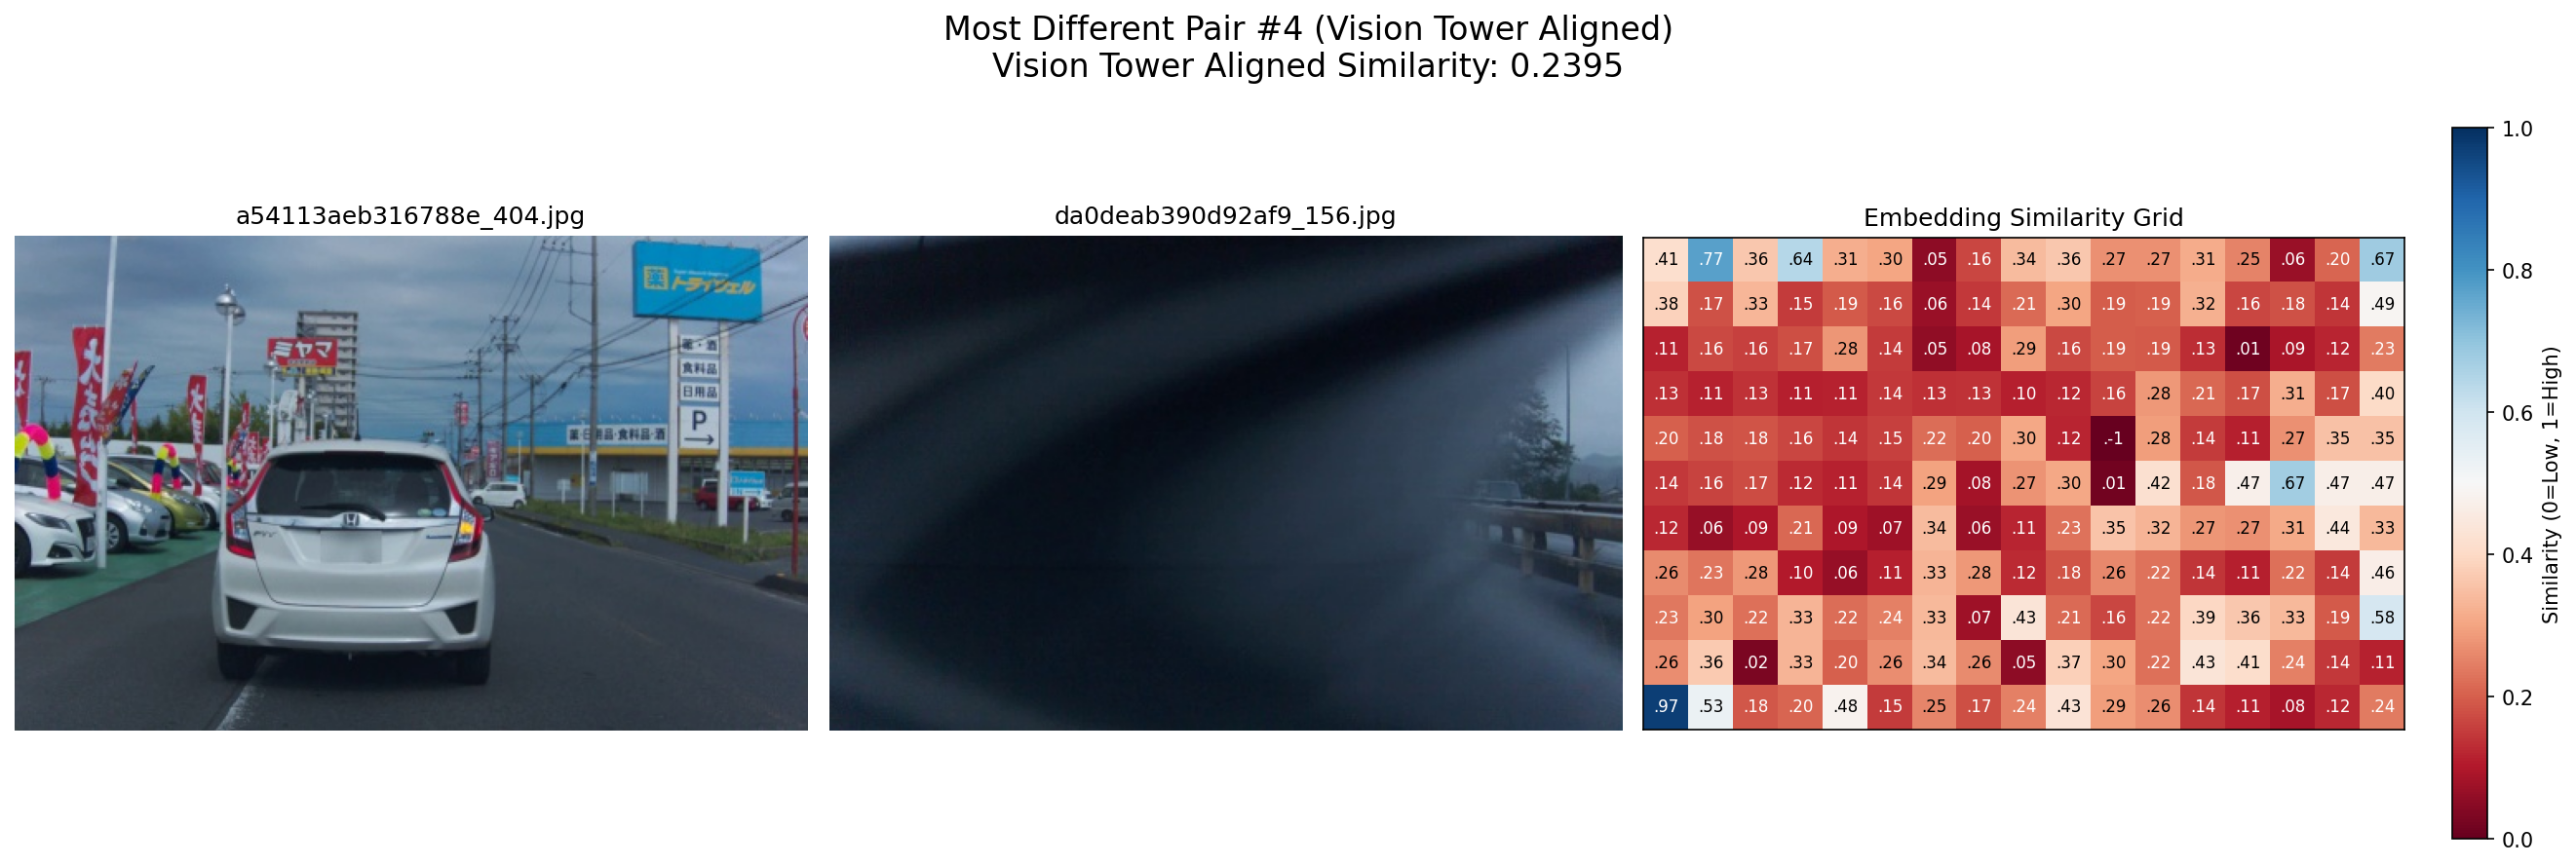 Most Different Pair #4 (Vision Tower Aligned)
Vision Tower Aligned Similarity: 0.2395
a54113aeb316788e_404.jpg
薬
トライウェル
ミヤマ
薬・酒
食料品
日用品
P
→
薬・日用品・食料品・酒
FIT
da0deab390d92af9_156.jpg
Embedding Similarity Grid
.41 .77 .36 .64 .31 .30 .05 .16 .34 .36 .27 .27 .31 .25 .06 .20 .67
.38 .17 .33 .15 .19 .16 .06 .14 .21 .30 .19 .19 .32 .16 .18 .14 .49
.11 .16 .16 .17 .28 .14 .05 .08 .29 .16 .19 .19 .13 .01 .09 .12 .23
.13 .11 .13 .11 .11 .14 .13 .13 .10 .12 .16 .28 .21 .17 .31 .17 .40
.20 .18 .18 .16 .14 .15 .22 .20 .30 .12 .-1 .28 .14 .11 .27 .35 .35
.14 .16 .17 .12 .11 .14 .29 .08 .27 .30 .01 .42 .18 .47 .67 .47 .47
.12 .06 .09 .21 .09 .07 .34 .06 .11 .23 .35 .32 .27 .27 .31 .44 .33
.26 .23 .28 .10 .06 .11 .33 .28 .12 .18 .26 .22 .14 .11 .22 .14 .46
.23 .30 .22 .33 .22 .24 .33 .07 .43 .21 .16 .22 .39 .36 .33 .19 .58
.26 .36 .02 .33 .20 .26 .34 .26 .05 .37 .30 .22 .43 .41 .24 .14 .11
.97 .53 .18 .20 .48 .15 .25 .17 .24 .43 .29 .26 .14 .11 .08 .12 .24
1.0
0.8
0.6
0.4
0.2
0.0
Similarity (0=Low, 1=High)